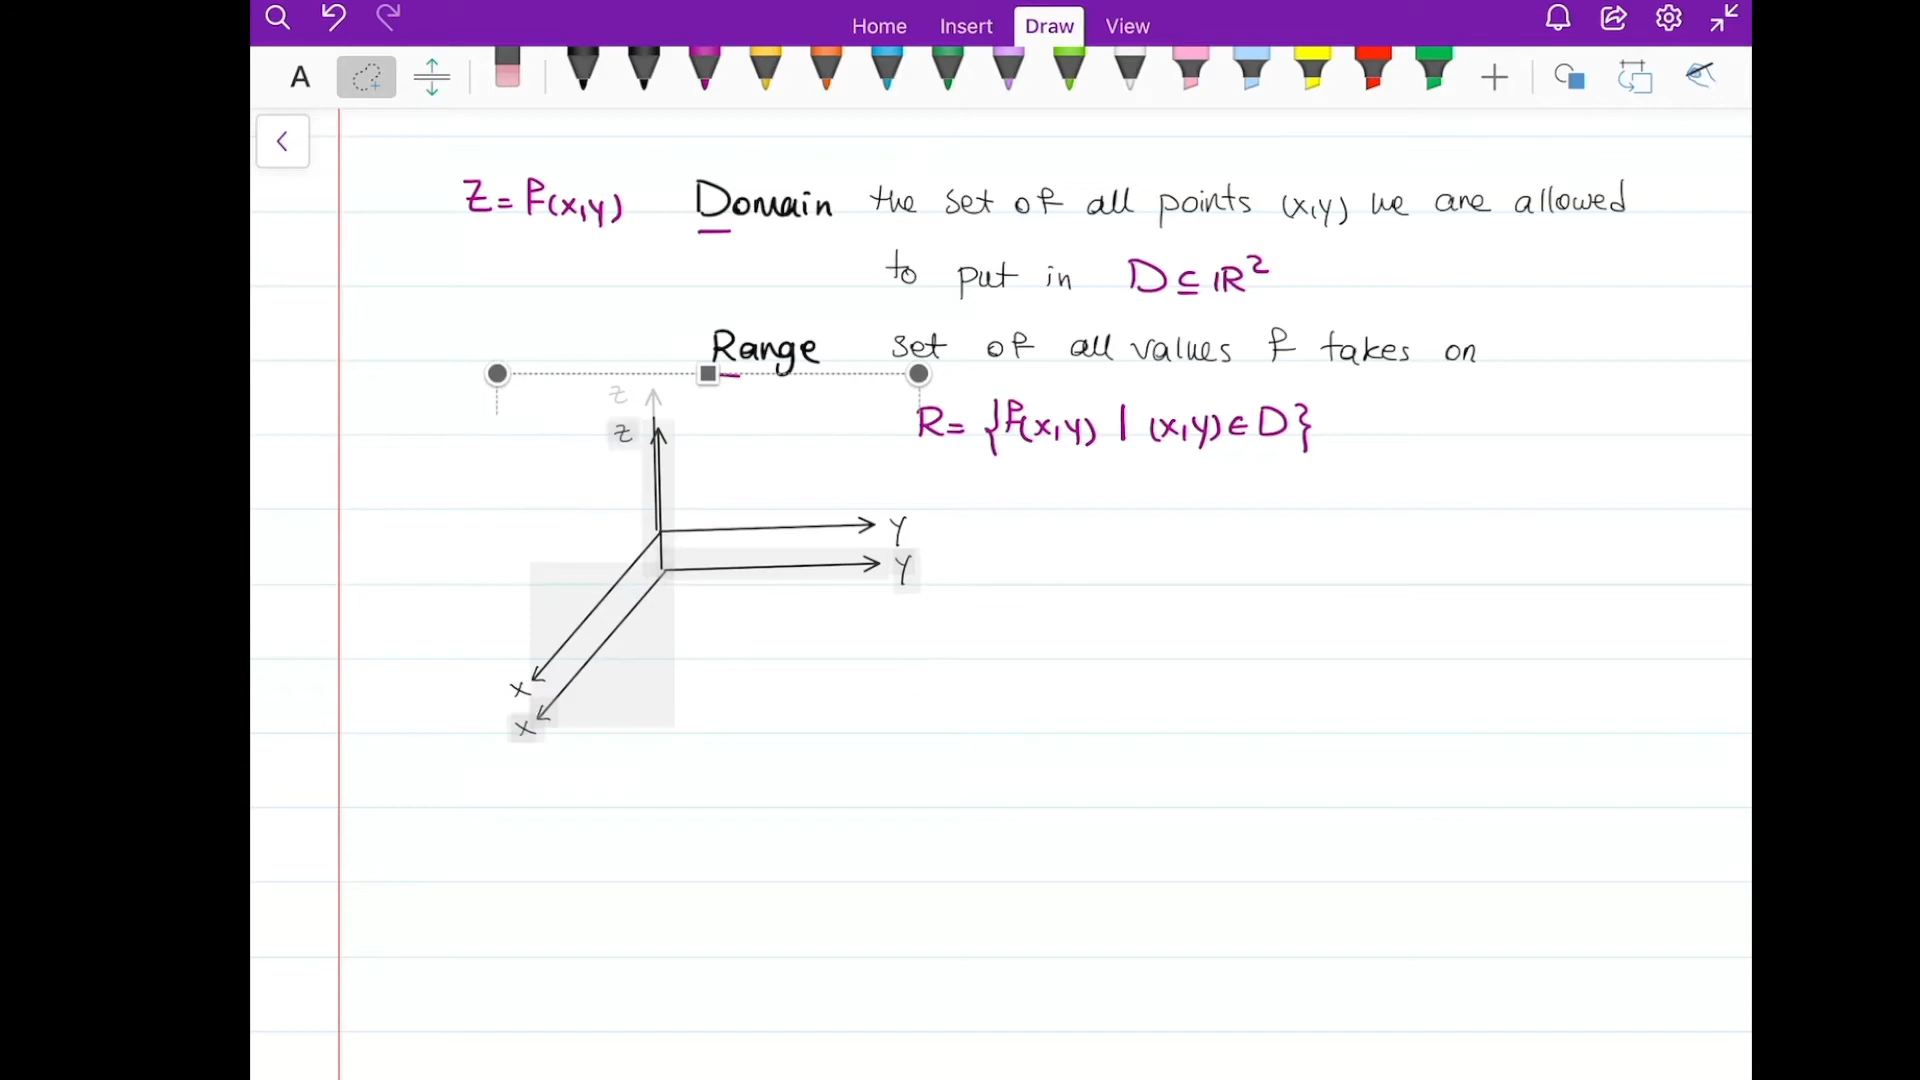 Home Insert Draw View
A
Z = f(x,y) Domain the set of all points (x,y) we are allowed
to put in D ⊆ ℝ²
Range set of all values f takes on
R = {f(x,y) | (x,y) ∈ D}
z
z
y
y
x
x